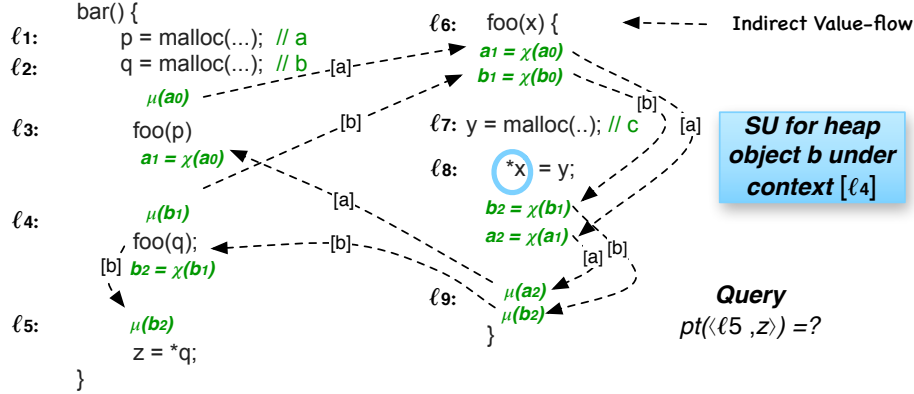 bar() {
ℓ1: p = malloc(...); // a
ℓ2: q = malloc(...); // b
μ(a0)
ℓ3: foo(p)
a1 = χ(a0)
μ(b1)
ℓ4: foo(q);
b2 = χ(b1)
[b]
ℓ5: μ(b2)
z = *q;
}
[a]
[b]
[a]
[b]
ℓ6: foo(x) {
a1 = χ(a0)
b1 = χ(b0)
[b]
[a]
ℓ7: y = malloc(..); // c
ℓ8: *x = y;
b2 = χ(b1)
a2 = χ(a1)
[a]
[b]
ℓ9: μ(a2)
μ(b2)
}
Indirect Value-flow
SU for heap
object b under
context [ℓ4]
Query
pt(⟨ℓ5 ,z⟩) =?